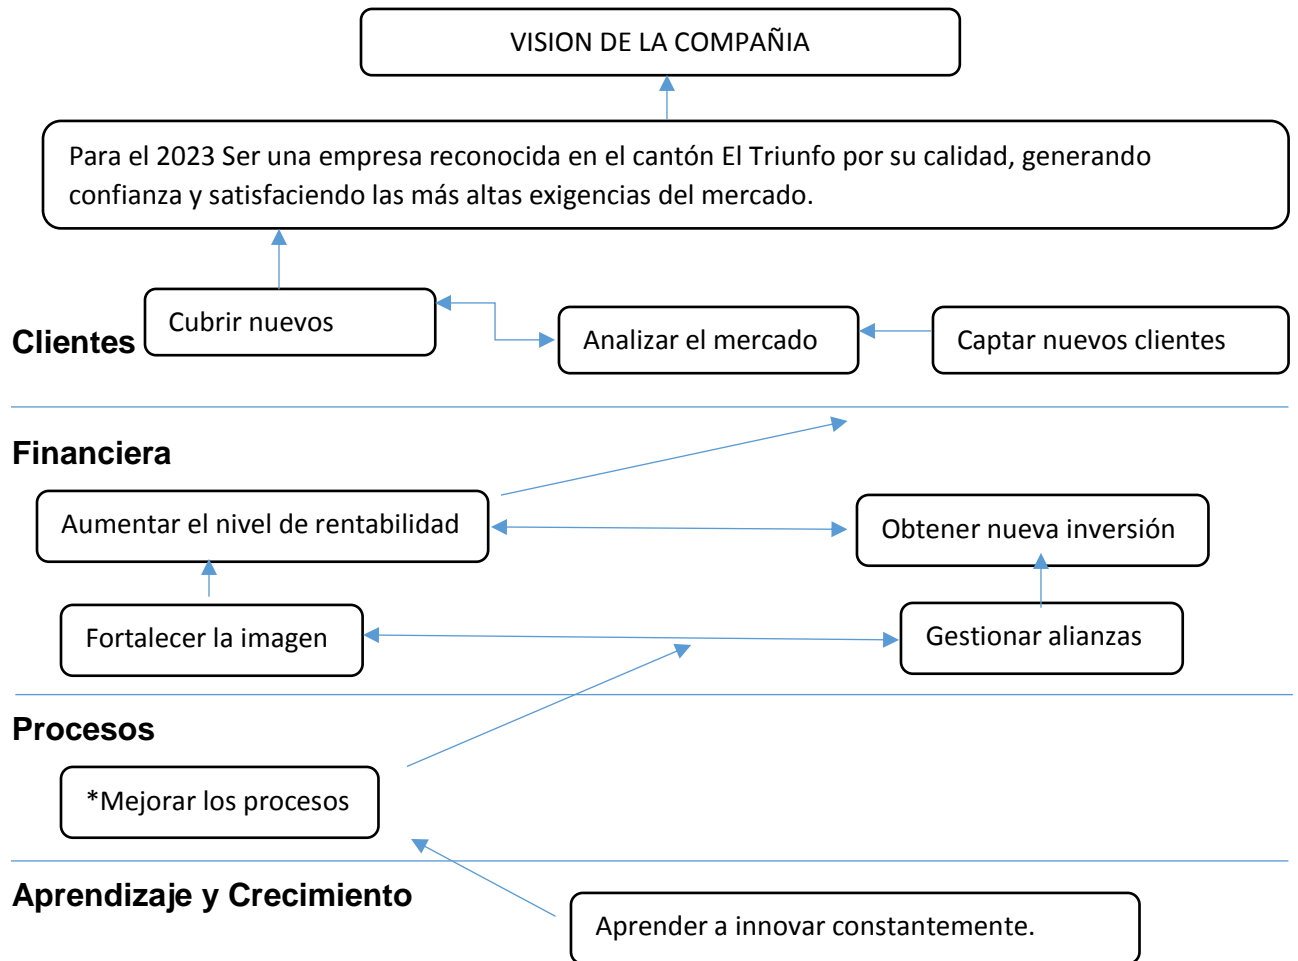 VISION DE LA COMPAÑIA
Para el 2023 Ser una empresa reconocida en el cantón El Triunfo por su calidad, generando
confianza y satisfaciendo las más altas exigencias del mercado.
Clientes
Cubrir nuevos
Analizar el mercado
Captar nuevos clientes
Financiera
Aumentar el nivel de rentabilidad
Obtener nueva inversión
Fortalecer la imagen
Gestionar alianzas
Procesos
*Mejorar los procesos
Aprendizaje y Crecimiento
Aprender a innovar constantemente.